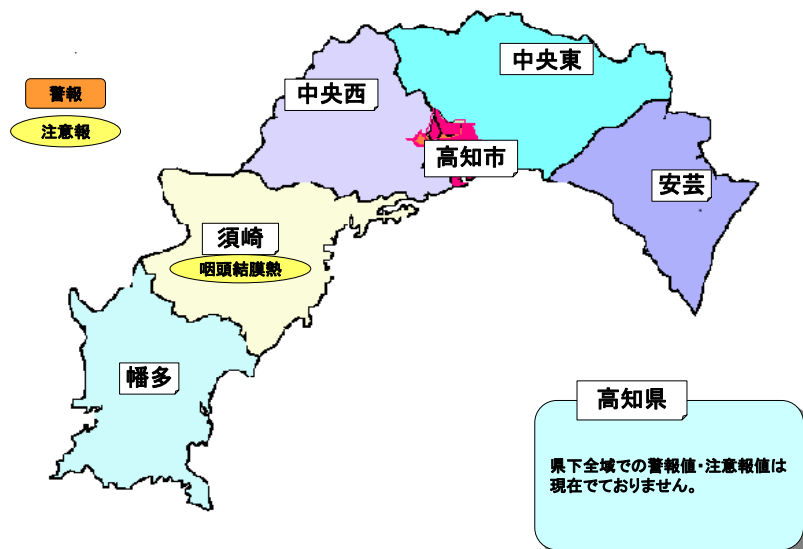 中央東
中央西
警報
注意報
高知市
安芸
須崎
咽頭結膜熱
幡多
高知県
県下全域での警報値・注意報値は
現在でておりません。